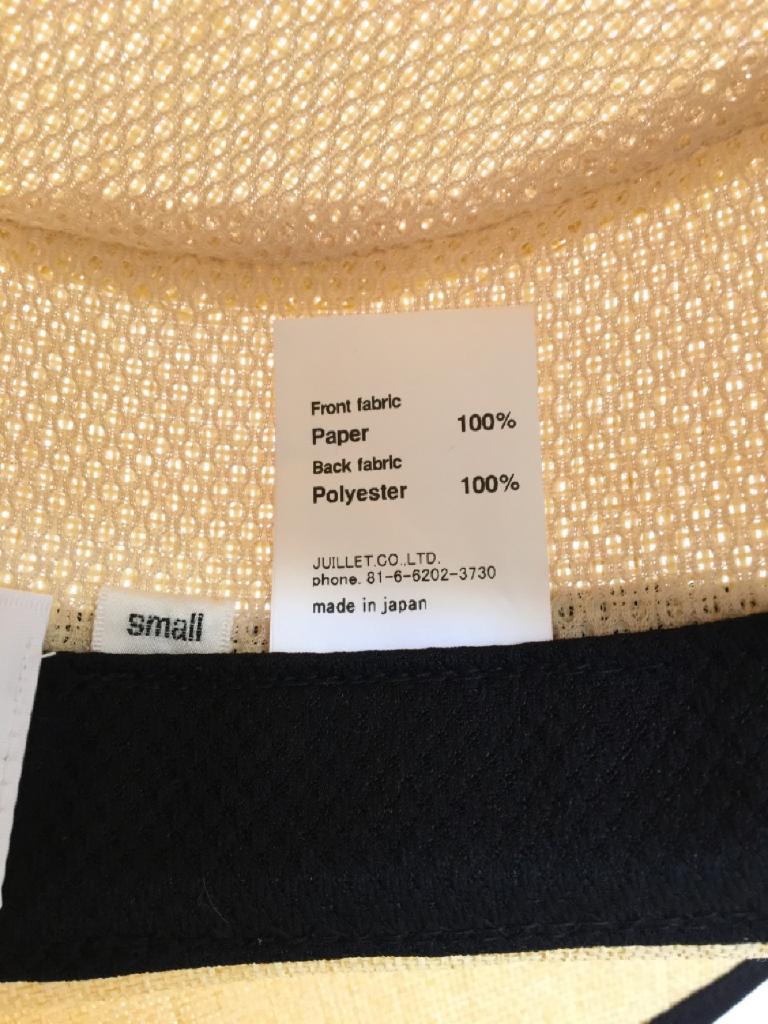 Front fabric
Paper 100%
Back fabric
Polyester 100%
JUILLET.CO.,LTD.
phone. 81-6-6202-3730
made in japan
small